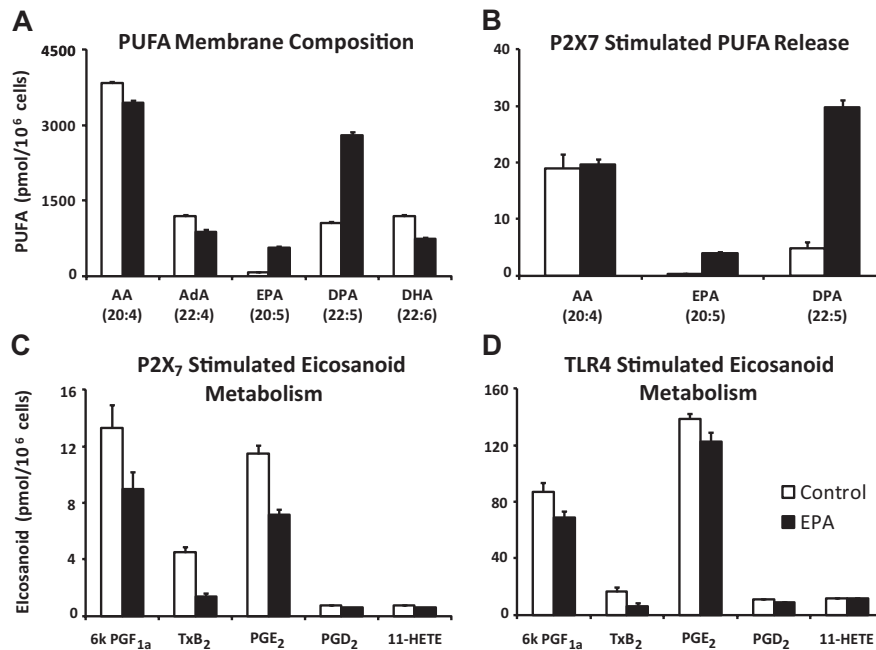 A
PUFA Membrane Composition
PUFA (pmol/10⁶ cells)
4500
3000
1500
0
AA
(20:4)
AdA
(22:4)
EPA
(20:5)
DPA
(22:5)
DHA
(22:6)
B
P2X7 Stimulated PUFA Release
40
30
20
10
0
AA
(20:4)
EPA
(20:5)
DPA
(22:5)
C
P2X₇ Stimulated Eicosanoid
Metabolism
EIcosanoid (pmol/10⁶ cells)
16
12
8
4
0
6k PGF₁ₐ
TxB₂
PGE₂
PGD₂
11-HETE
D
TLR4 Stimulated Eicosanoid
Metabolism
160
120
80
40
0
Control
EPA
6k PGF₁ₐ
TxB₂
PGE₂
PGD₂
11-HETE